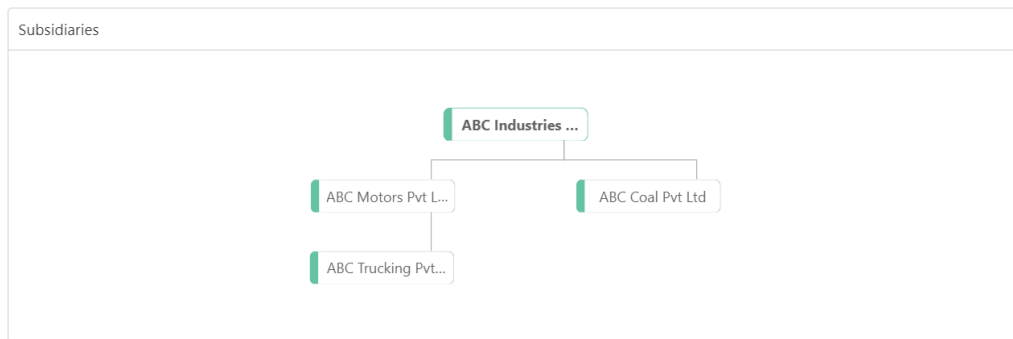 Subsidiaries
ABC Industries ...
ABC Motors Pvt L...
ABC Coal Pvt Ltd
ABC Trucking Pvt...